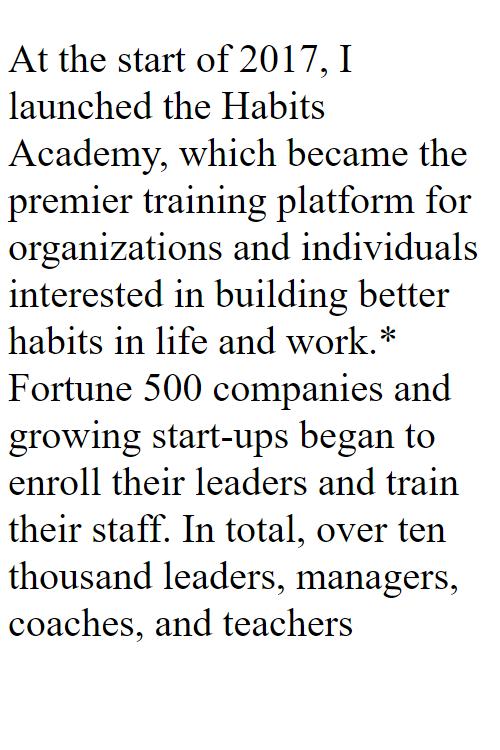 At the start of 2017, I
launched the Habits
Academy, which became the
premier training platform for
organizations and individuals
interested in building better
habits in life and work.*
Fortune 500 companies and
growing start-ups began to
enroll their leaders and train
their staff. In total, over ten
thousand leaders, managers,
coaches, and teachers